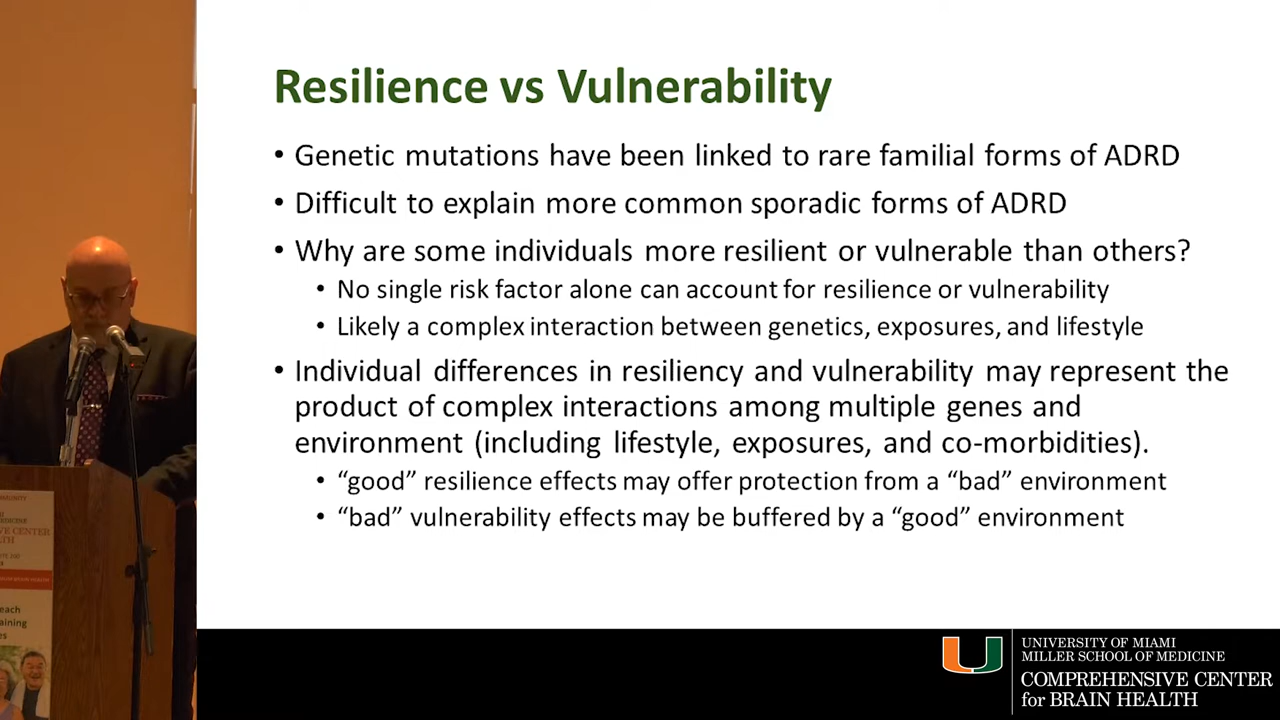 Resilience vs Vulnerability
• Genetic mutations have been linked to rare familial forms of ADRD
• Difficult to explain more common sporadic forms of ADRD
• Why are some individuals more resilient or vulnerable than others?
• No single risk factor alone can account for resilience or vulnerability
• Likely a complex interaction between genetics, exposures, and lifestyle
• Individual differences in resiliency and vulnerability may represent the
product of complex interactions among multiple genes and
environment (including lifestyle, exposures, and co-morbidities).
• “good” resilience effects may offer protection from a “bad” environment
• “bad” vulnerability effects may be buffered by a “good” environment
UNIVERSITY OF MIAMI
MILLER SCHOOL OF MEDICINE
COMPREHENSIVE CENTER
for BRAIN HEALTH